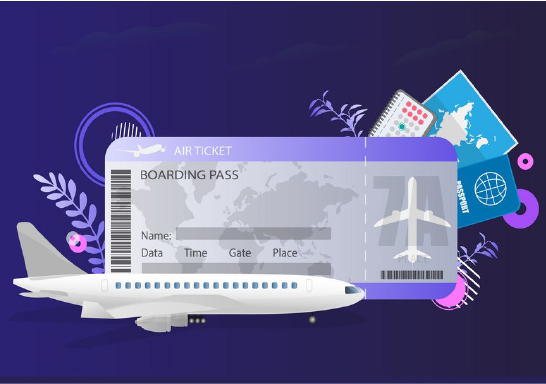 AIR TICKET
BOARDING PASS
7A
Name:
Data Time Gate Place
PASSPORT